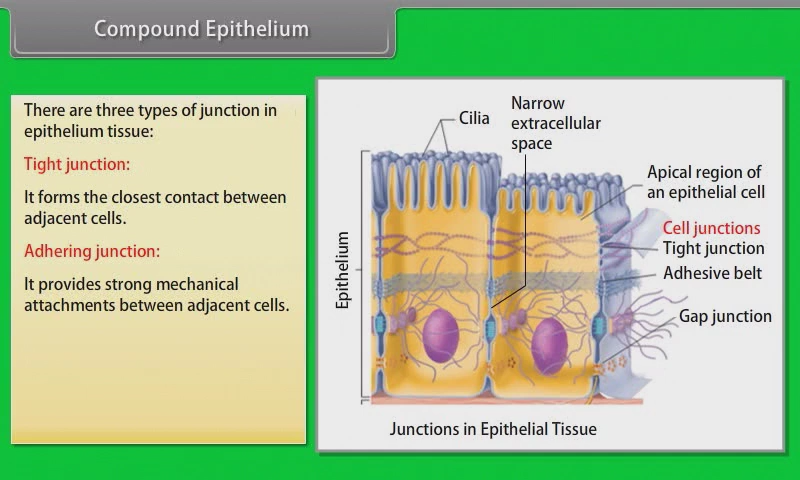 Compound Epithelium
There are three types of junction in
epithelium tissue:
Tight junction:
It forms the closest contact between
adjacent cells.
Adhering junction:
It provides strong mechanical
attachments between adjacent cells.
Cilia
Narrow
extracellular
space
Apical region of
an epithelial cell
Cell junctions
Tight junction
Adhesive belt
Gap junction
Epithelium
Junctions in Epithelial Tissue